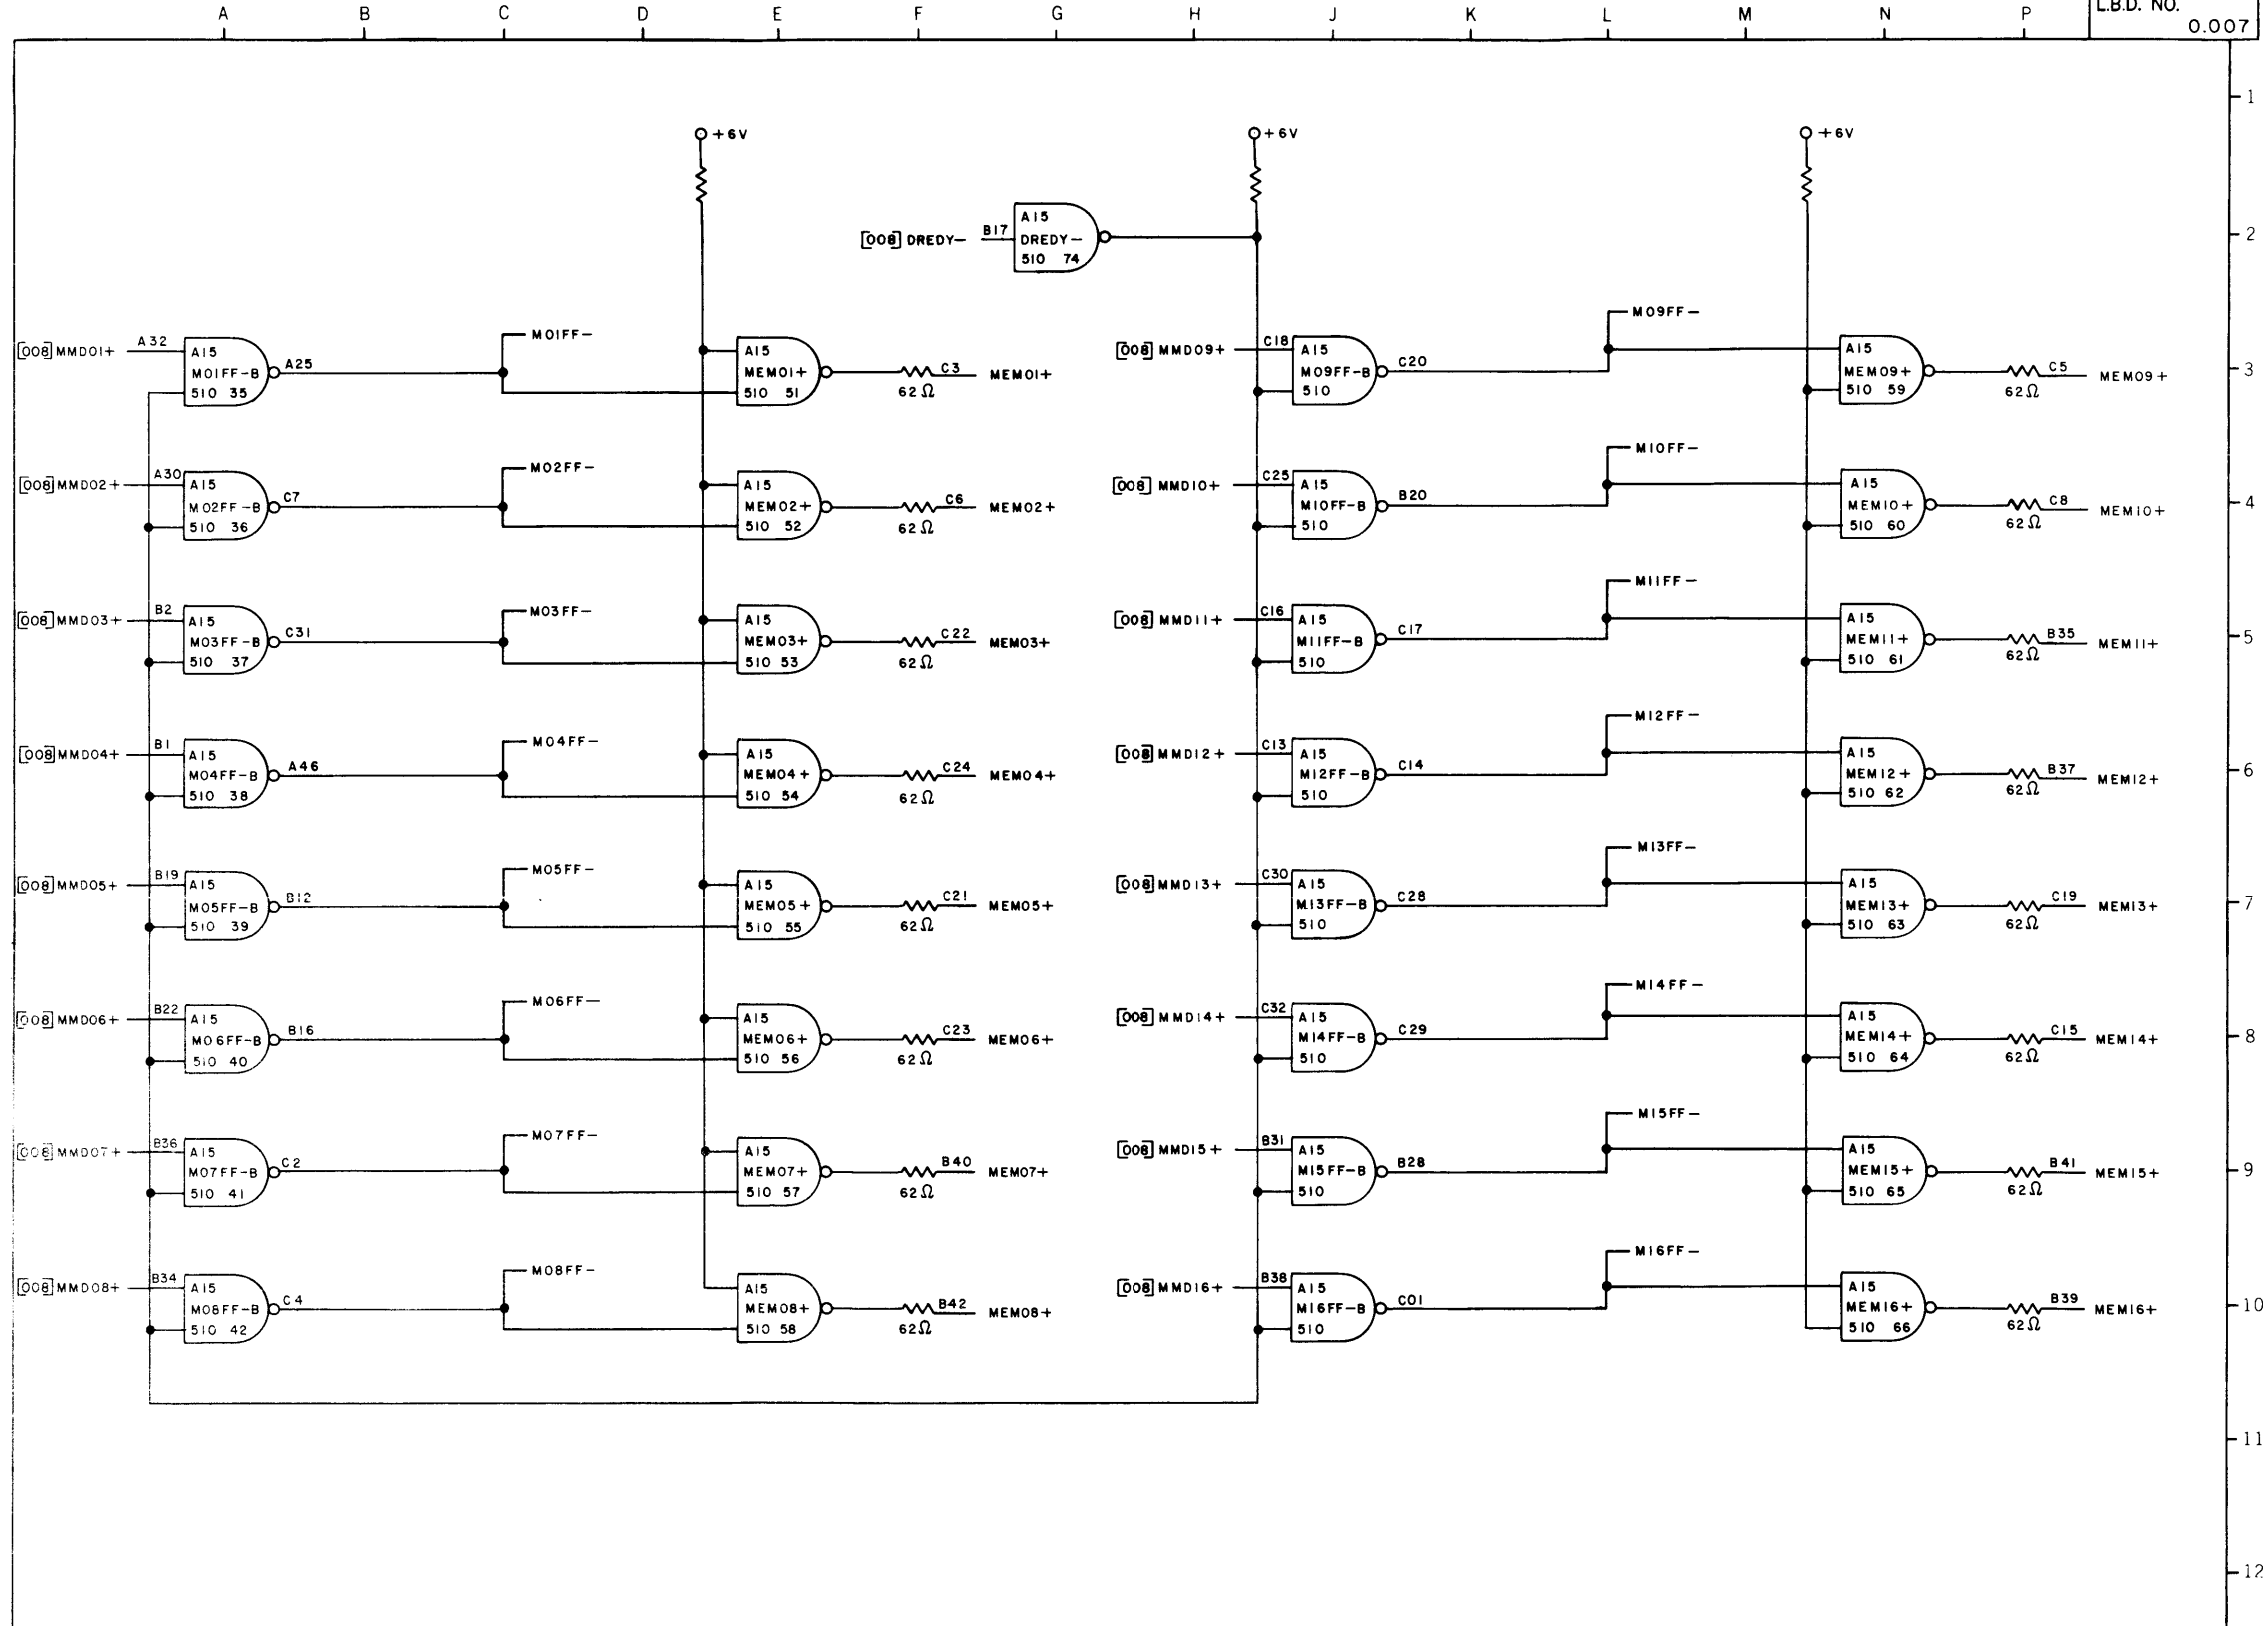 A B C D E F G H J K L M N P
L.B.D. NO.
0.007
1
+6V +6V +6V
[008] DREDY- B17
A15
DREDY-
510 74
2
[008] MMD01+ A32
A15
M01FF-B
510 35
A25
M01FF-
A15
MEM01+
510 51
C3
62Ω
MEM01+
[008] MMD09+ C18
A15
M09FF-B
510
C20
M09FF-
A15
MEM09+
510 59
C5
62Ω
MEM09+
3
[008] MMD02+ A30
A15
M02FF-B
510 36
C7
M02FF-
A15
MEM02+
510 52
C6
62Ω
MEM02+
[008] MMD10+ C25
A15
M10FF-B
510
B20
M10FF-
A15
MEM10+
510 60
C8
62Ω
MEM10+
4
[008] MMD03+ B2
A15
M03FF-B
510 37
C31
M03FF-
A15
MEM03+
510 53
C22
62Ω
MEM03+
[008] MMD11+ C16
A15
M11FF-B
510
C17
M11FF-
A15
MEM11+
510 61
B35
62Ω
MEM11+
5
[008] MMD04+ B1
A15
M04FF-B
510 38
A46
M04FF-
A15
MEM04+
510 54
C24
62Ω
MEM04+
[008] MMD12+ C13
A15
M12FF-B
510
C14
M12FF-
A15
MEM12+
510 62
B37
62Ω
MEM12+
6
[008] MMD05+ B19
A15
M05FF-B
510 39
B12
M05FF-
A15
MEM05+
510 55
C21
62Ω
MEM05+
[008] MMD13+ C30
A15
M13FF-B
510
C28
M13FF-
A15
MEM13+
510 63
C19
62Ω
MEM13+
7
[008] MMD06+ B22
A15
M06FF-B
510 40
B16
M06FF-
A15
MEM06+
510 56
C23
62Ω
MEM06+
[008] MMD14+ C32
A15
M14FF-B
510
C29
M14FF-
A15
MEM14+
510 64
C15
62Ω
MEM14+
8
[008] MMD07+ B36
A15
M07FF-B
510 41
C2
M07FF-
A15
MEM07+
510 57
B40
62Ω
MEM07+
[008] MMD15+ B31
A15
M15FF-B
510
B28
M15FF-
A15
MEM15+
510 65
B41
62Ω
MEM15+
9
[008] MMD08+ B34
A15
M08FF-B
510 42
C4
M08FF-
A15
MEM08+
510 58
B42
62Ω
MEM08+
[008] MMD16+ B38
A15
M16FF-B
510
C01
M16FF-
A15
MEM16+
510 66
B39
62Ω
MEM16+
10
11
12